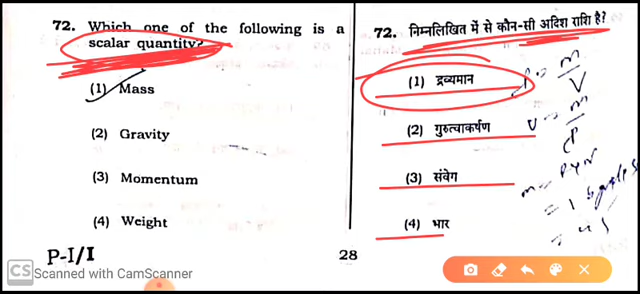 72. Which one of the following is a
scalar quantity?
(1) Mass
(2) Gravity
(3) Momentum
(4) Weight
P-I/I
72. निम्नलिखित में से कौन-सी अदिश राशि है?
(1) द्रव्यमान
(2) गुरुत्वाकर्षण
(3) संवेग
(4) भार
m
V
m
28
CS Scanned with CamScanner